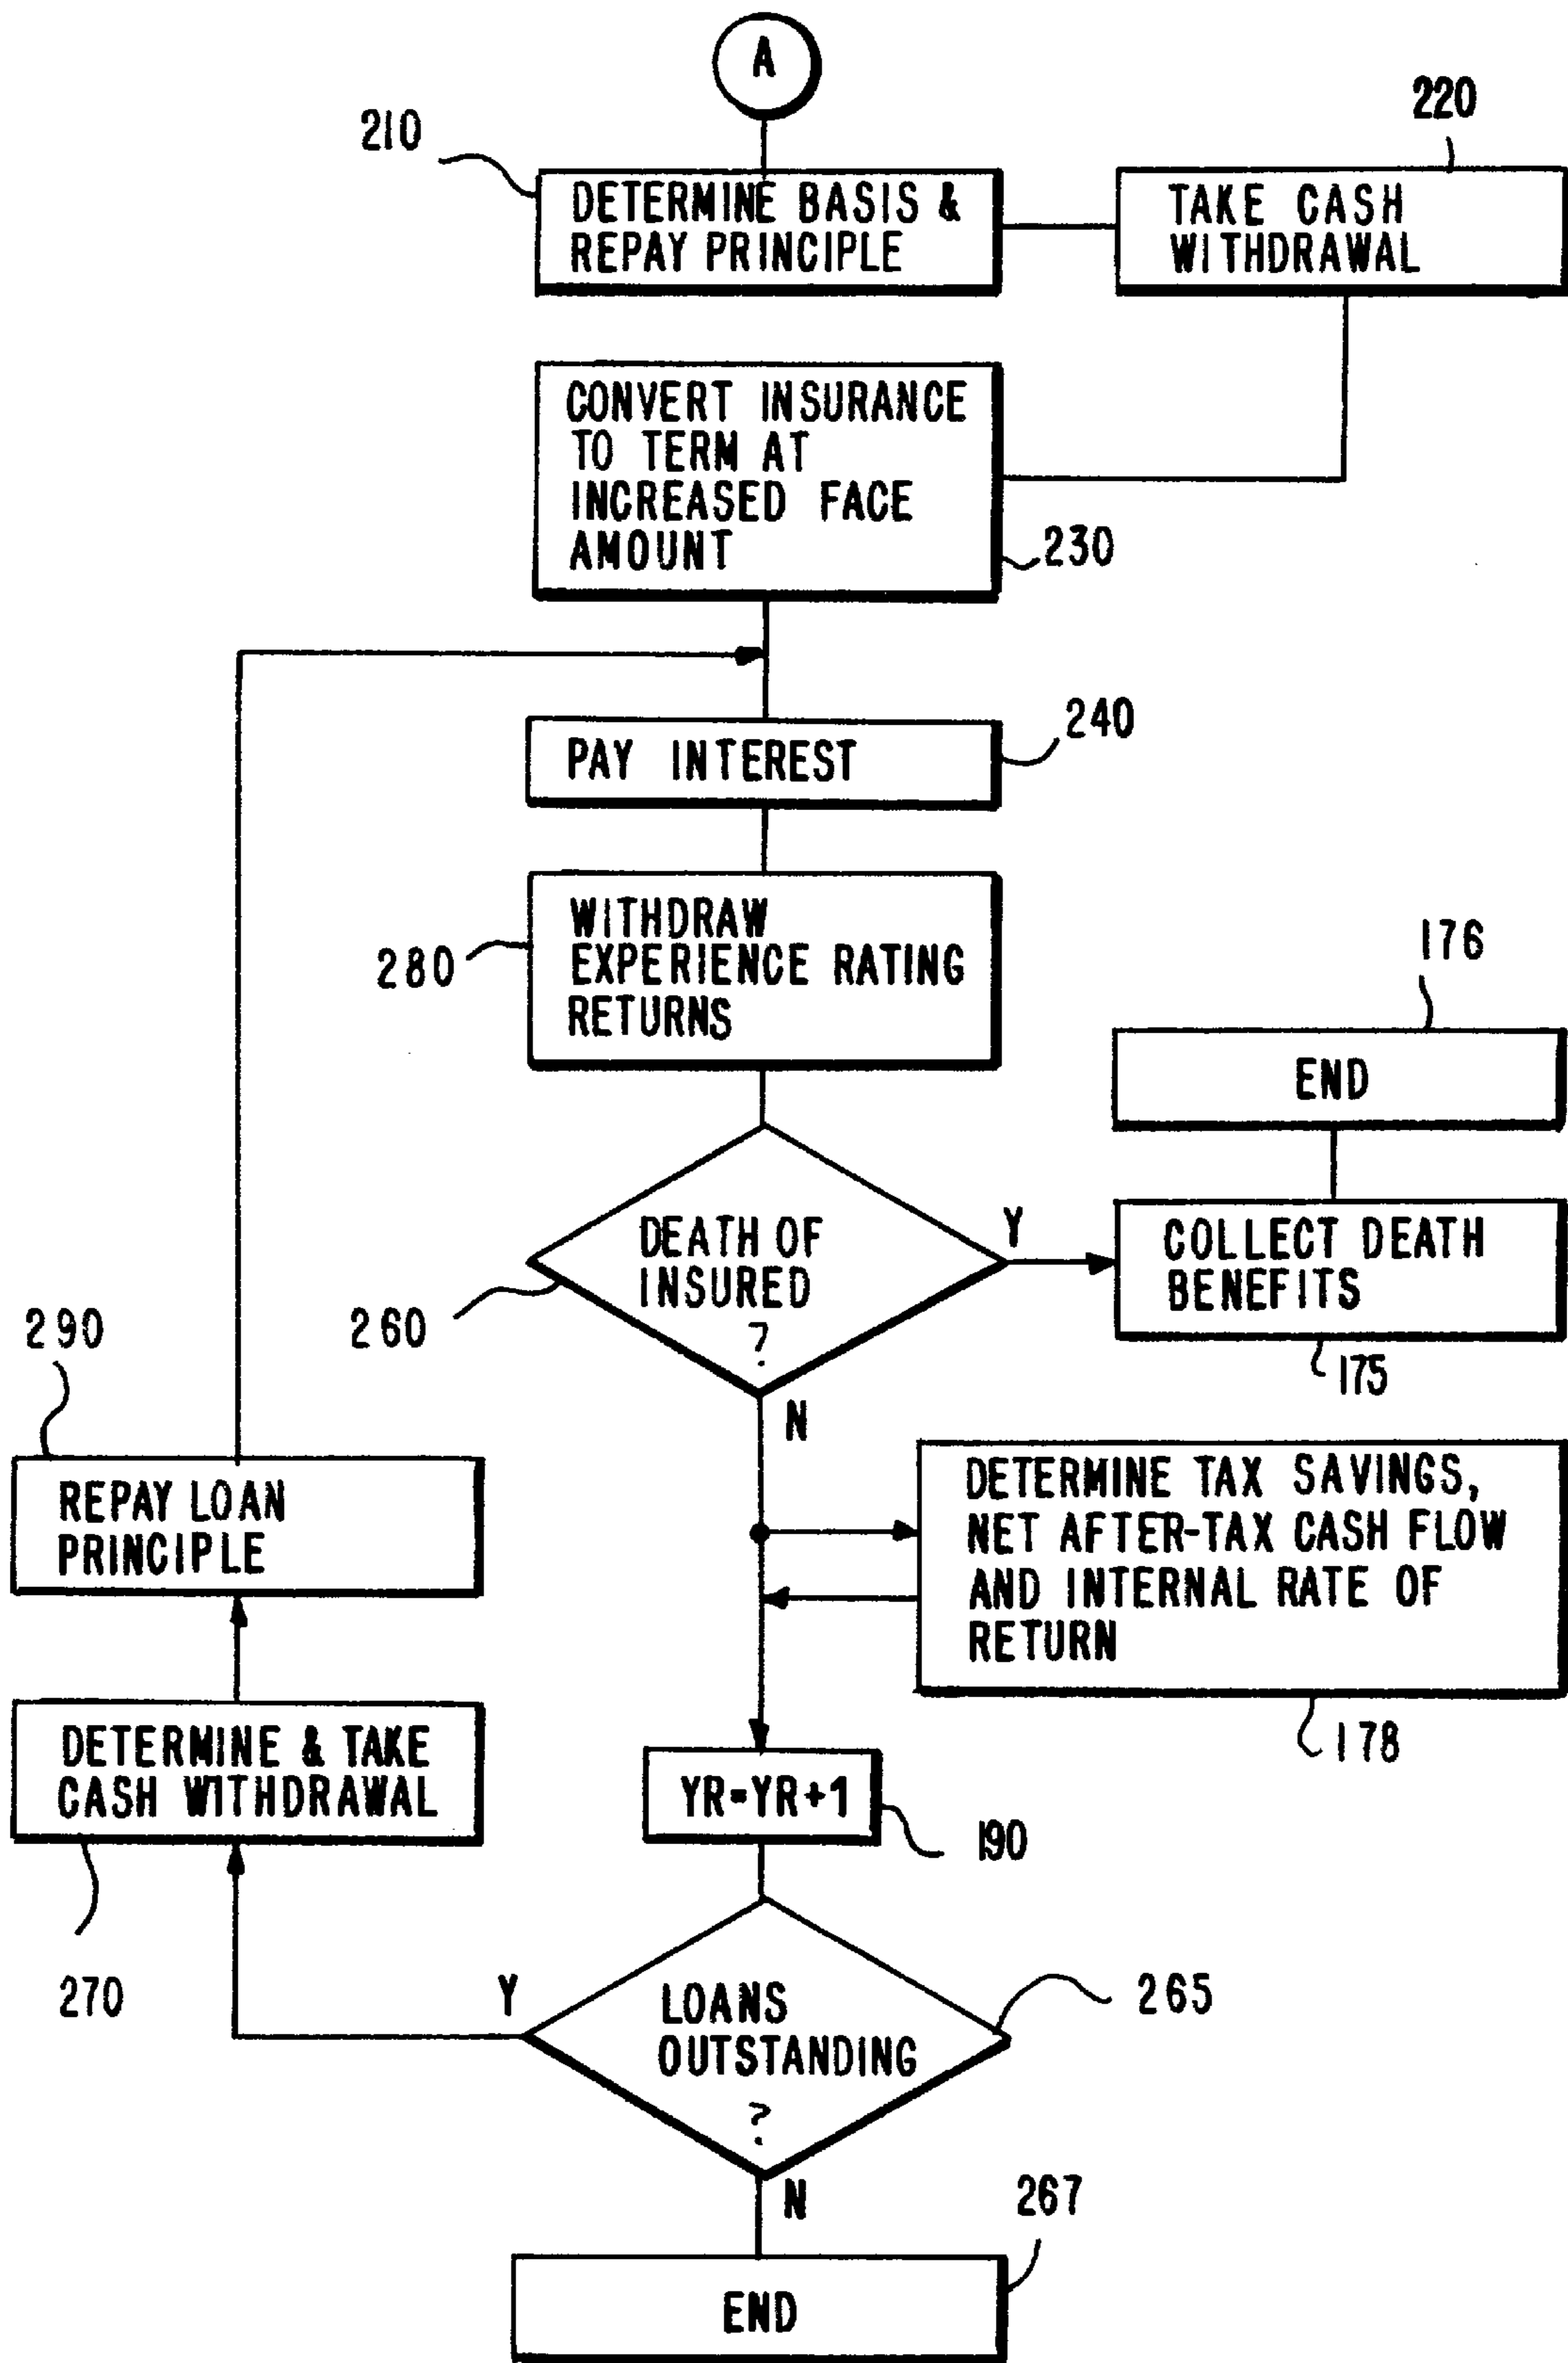 A
210
220
DETERMINE BASIS &
REPAY PRINCIPLE
TAKE CASH
WITHDRAWAL
CONVERT INSURANCE
TO TERM AT
INCREASED FACE
AMOUNT
230
240
PAY INTEREST
WITHDRAW
EXPERIENCE RATING
RETURNS
280
176
END
DEATH OF
INSURED
?
Y
COLLECT DEATH
BENEFITS
260
175
N
290
REPAY LOAN
PRINCIPLE
DETERMINE TAX SAVINGS,
NET AFTER-TAX CASH FLOW
AND INTERNAL RATE OF
RETURN
178
DETERMINE & TAKE
CASH WITHDRAWAL
YR=YR+1
190
270
Y
LOANS
OUTSTANDING
?
265
N
267
END